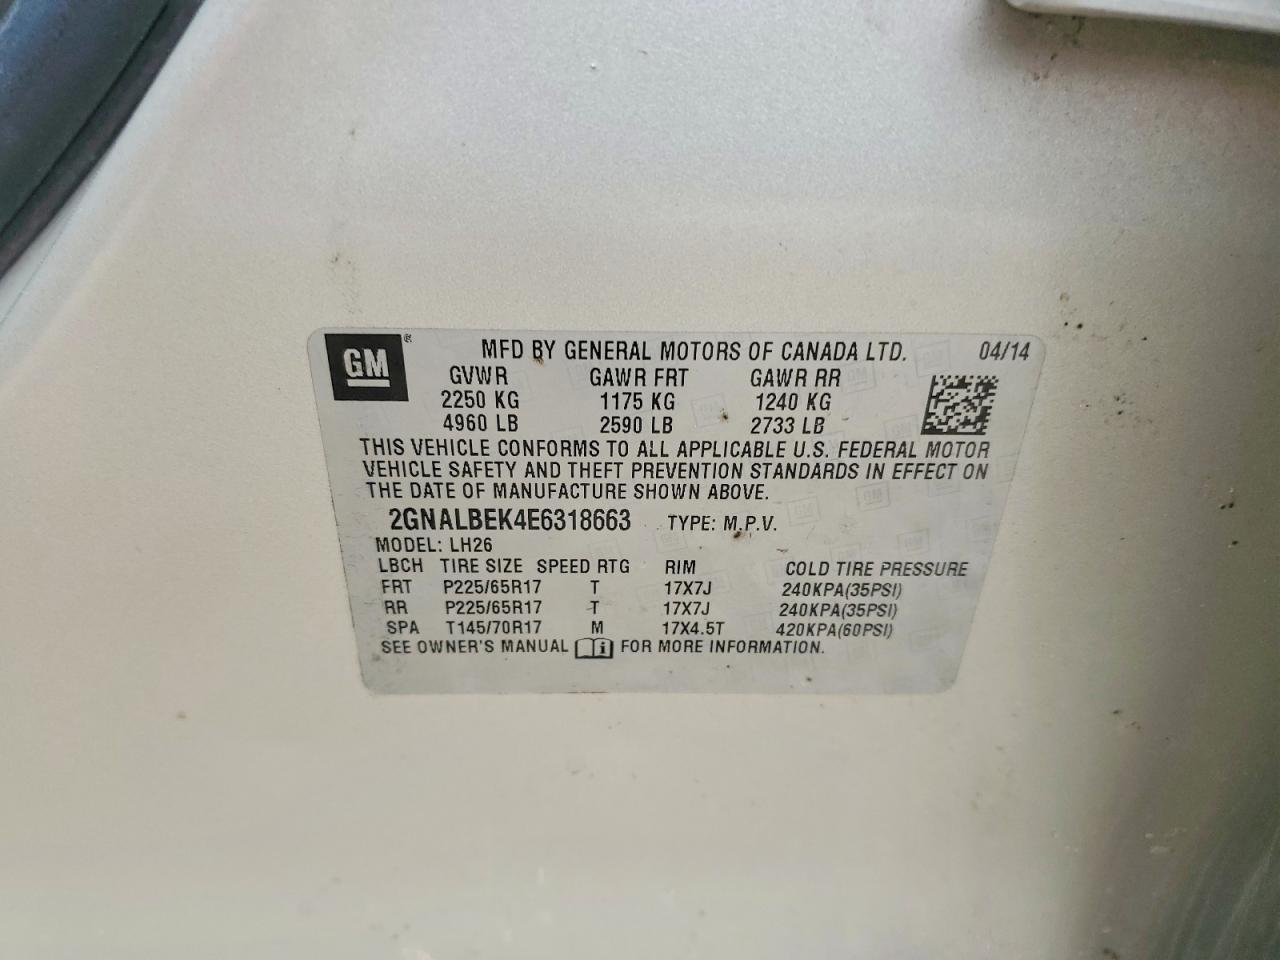 GM ® MFD BY GENERAL MOTORS OF CANADA LTD. 04/14
GVWR GAWR FRT GAWR RR
2250 KG 1175 KG 1240 KG
4960 LB 2590 LB 2733 LB
THIS VEHICLE CONFORMS TO ALL APPLICABLE U.S. FEDERAL MOTOR
VEHICLE SAFETY AND THEFT PREVENTION STANDARDS IN EFFECT ON
THE DATE OF MANUFACTURE SHOWN ABOVE.
2GNALBEK4E6318663 TYPE: M.P.V.
MODEL: LH26
LBCH TIRE SIZE SPEED RTG RIM COLD TIRE PRESSURE
FRT P225/65R17 T 17X7J 240KPA(35PSI)
RR P225/65R17 T 17X7J 240KPA(35PSI)
SPA T145/70R17 M 17X4.5T 420KPA(60PSI)
SEE OWNER'S MANUAL i FOR MORE INFORMATION.